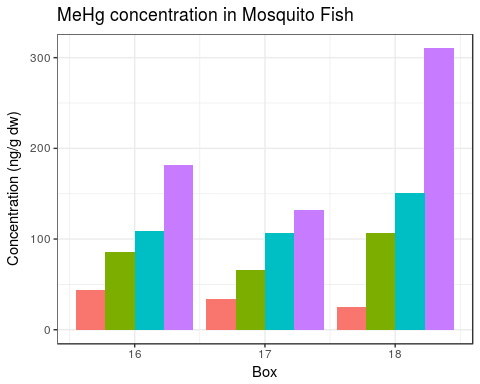 MeHg concentration in Mosquito Fish
Concentration (ng/g dw)
300
200
100
0
16 17 18
Box